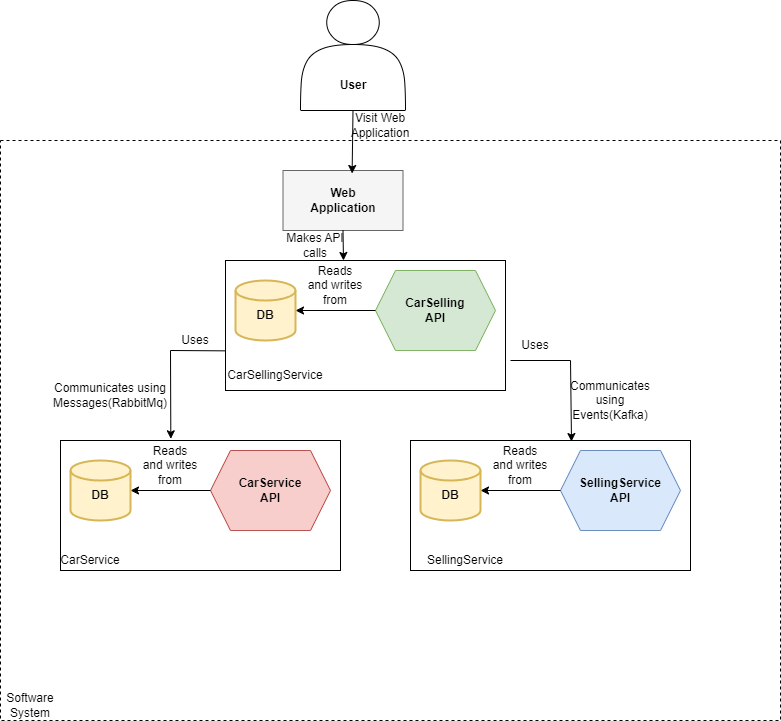 User
Visit Web
Application
Web
Application
Makes API
calls
Reads
and writes
from
DB
CarSelling
API
CarSellingService
Uses
Uses
Communicates using
Messages(RabbitMq)
Communicates
using
Events(Kafka)
Reads
and writes
from
DB
CarService
API
CarService
Reads
and writes
from
DB
SellingService
API
SellingService
Software
System